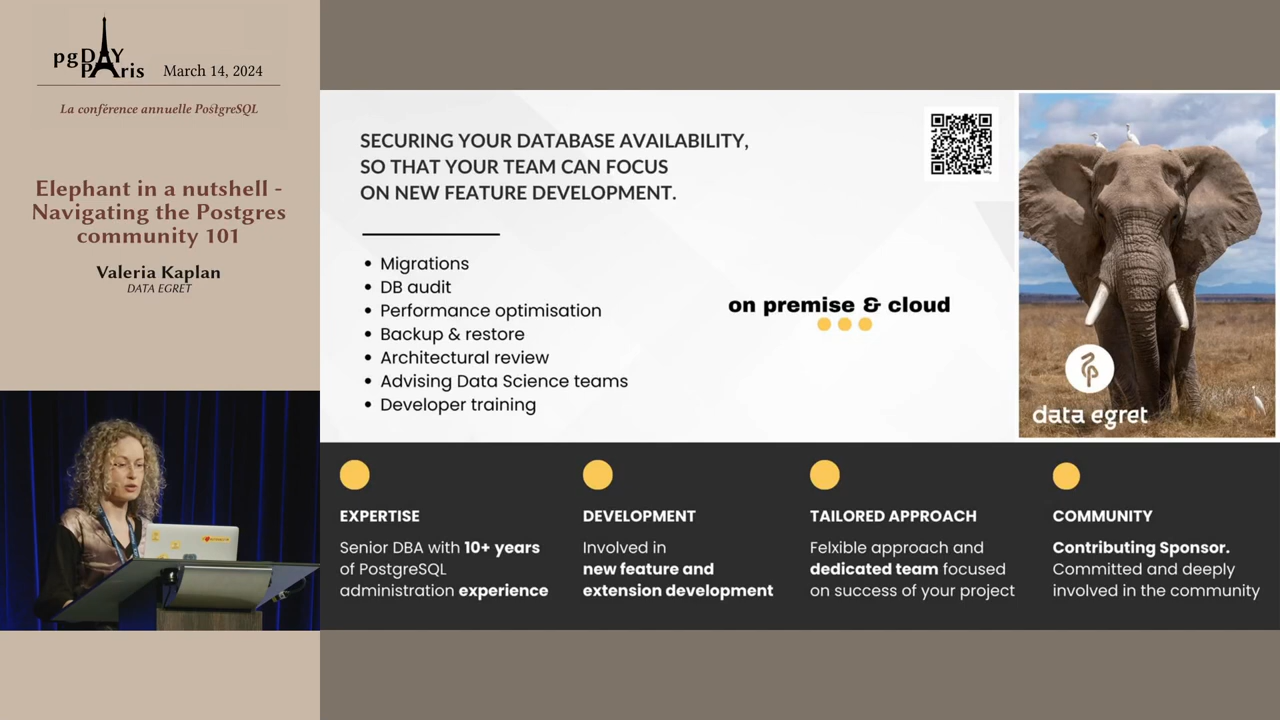 pgDAY
PAris
March 14, 2024
La conférence annuelle PostgreSQL
Elephant in a nutshell -
Navigating the Postgres
community 101
Valeria Kaplan
DATA EGRET
SECURING YOUR DATABASE AVAILABILITY,
SO THAT YOUR TEAM CAN FOCUS
ON NEW FEATURE DEVELOPMENT.
• Migrations
• DB audit
• Performance optimisation
• Backup & restore
• Architectural review
• Advising Data Science teams
• Developer training
on premise & cloud
data egret
EXPERTISE
Senior DBA with 10+ years
of PostgreSQL
administration experience
DEVELOPMENT
Involved in
new feature and
extension development
TAILORED APPROACH
Felxible approach and
dedicated team focused
on success of your project
COMMUNITY
Contributing Sponsor.
Committed and deeply
involved in the community